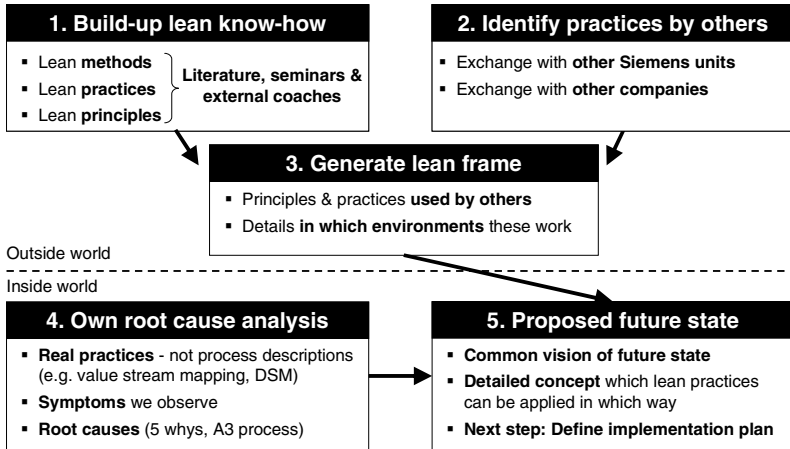 1. Build-up lean know-how
▪ Lean methods
▪ Lean practices
▪ Lean principles
Literature, seminars &
external coaches
2. Identify practices by others
▪ Exchange with other Siemens units
▪ Exchange with other companies
3. Generate lean frame
▪ Principles & practices used by others
▪ Details in which environments these work
Outside world
Inside world
4. Own root cause analysis
▪ Real practices - not process descriptions
(e.g. value stream mapping, DSM)
▪ Symptoms we observe
▪ Root causes (5 whys, A3 process)
5. Proposed future state
▪ Common vision of future state
▪ Detailed concept which lean practices
can be applied in which way
▪ Next step: Define implementation plan